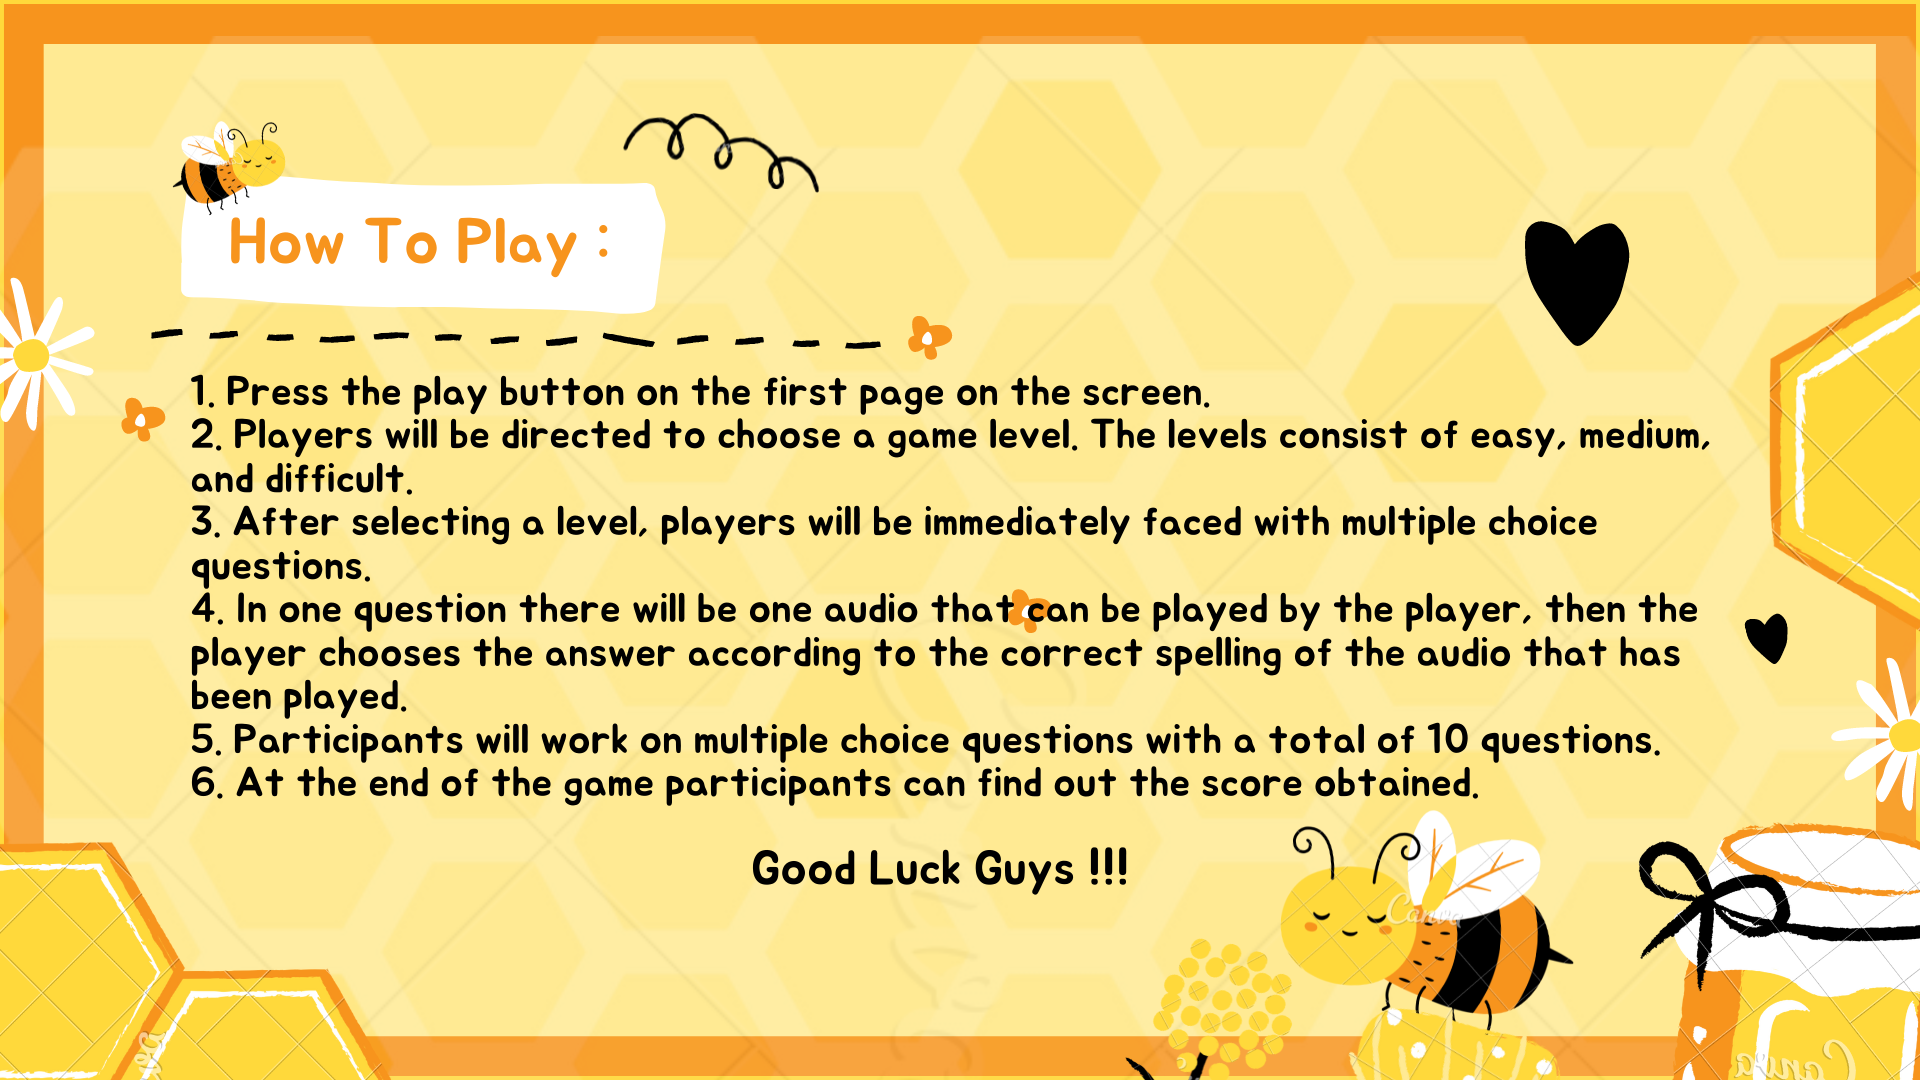 How To Play :
1. Press the play button on the first page on the screen.
2. Players will be directed to choose a game level. The levels consist of easy, medium,
and difficult.
3. After selecting a level, players will be immediately faced with multiple choice
questions.
4. In one question there will be one audio that can be played by the player, then the
player chooses the answer according to the correct spelling of the audio that has
been played.
5. Participants will work on multiple choice questions with a total of 10 questions.
6. At the end of the game participants can find out the score obtained.
Good Luck Guys !!!
Canva
Canva